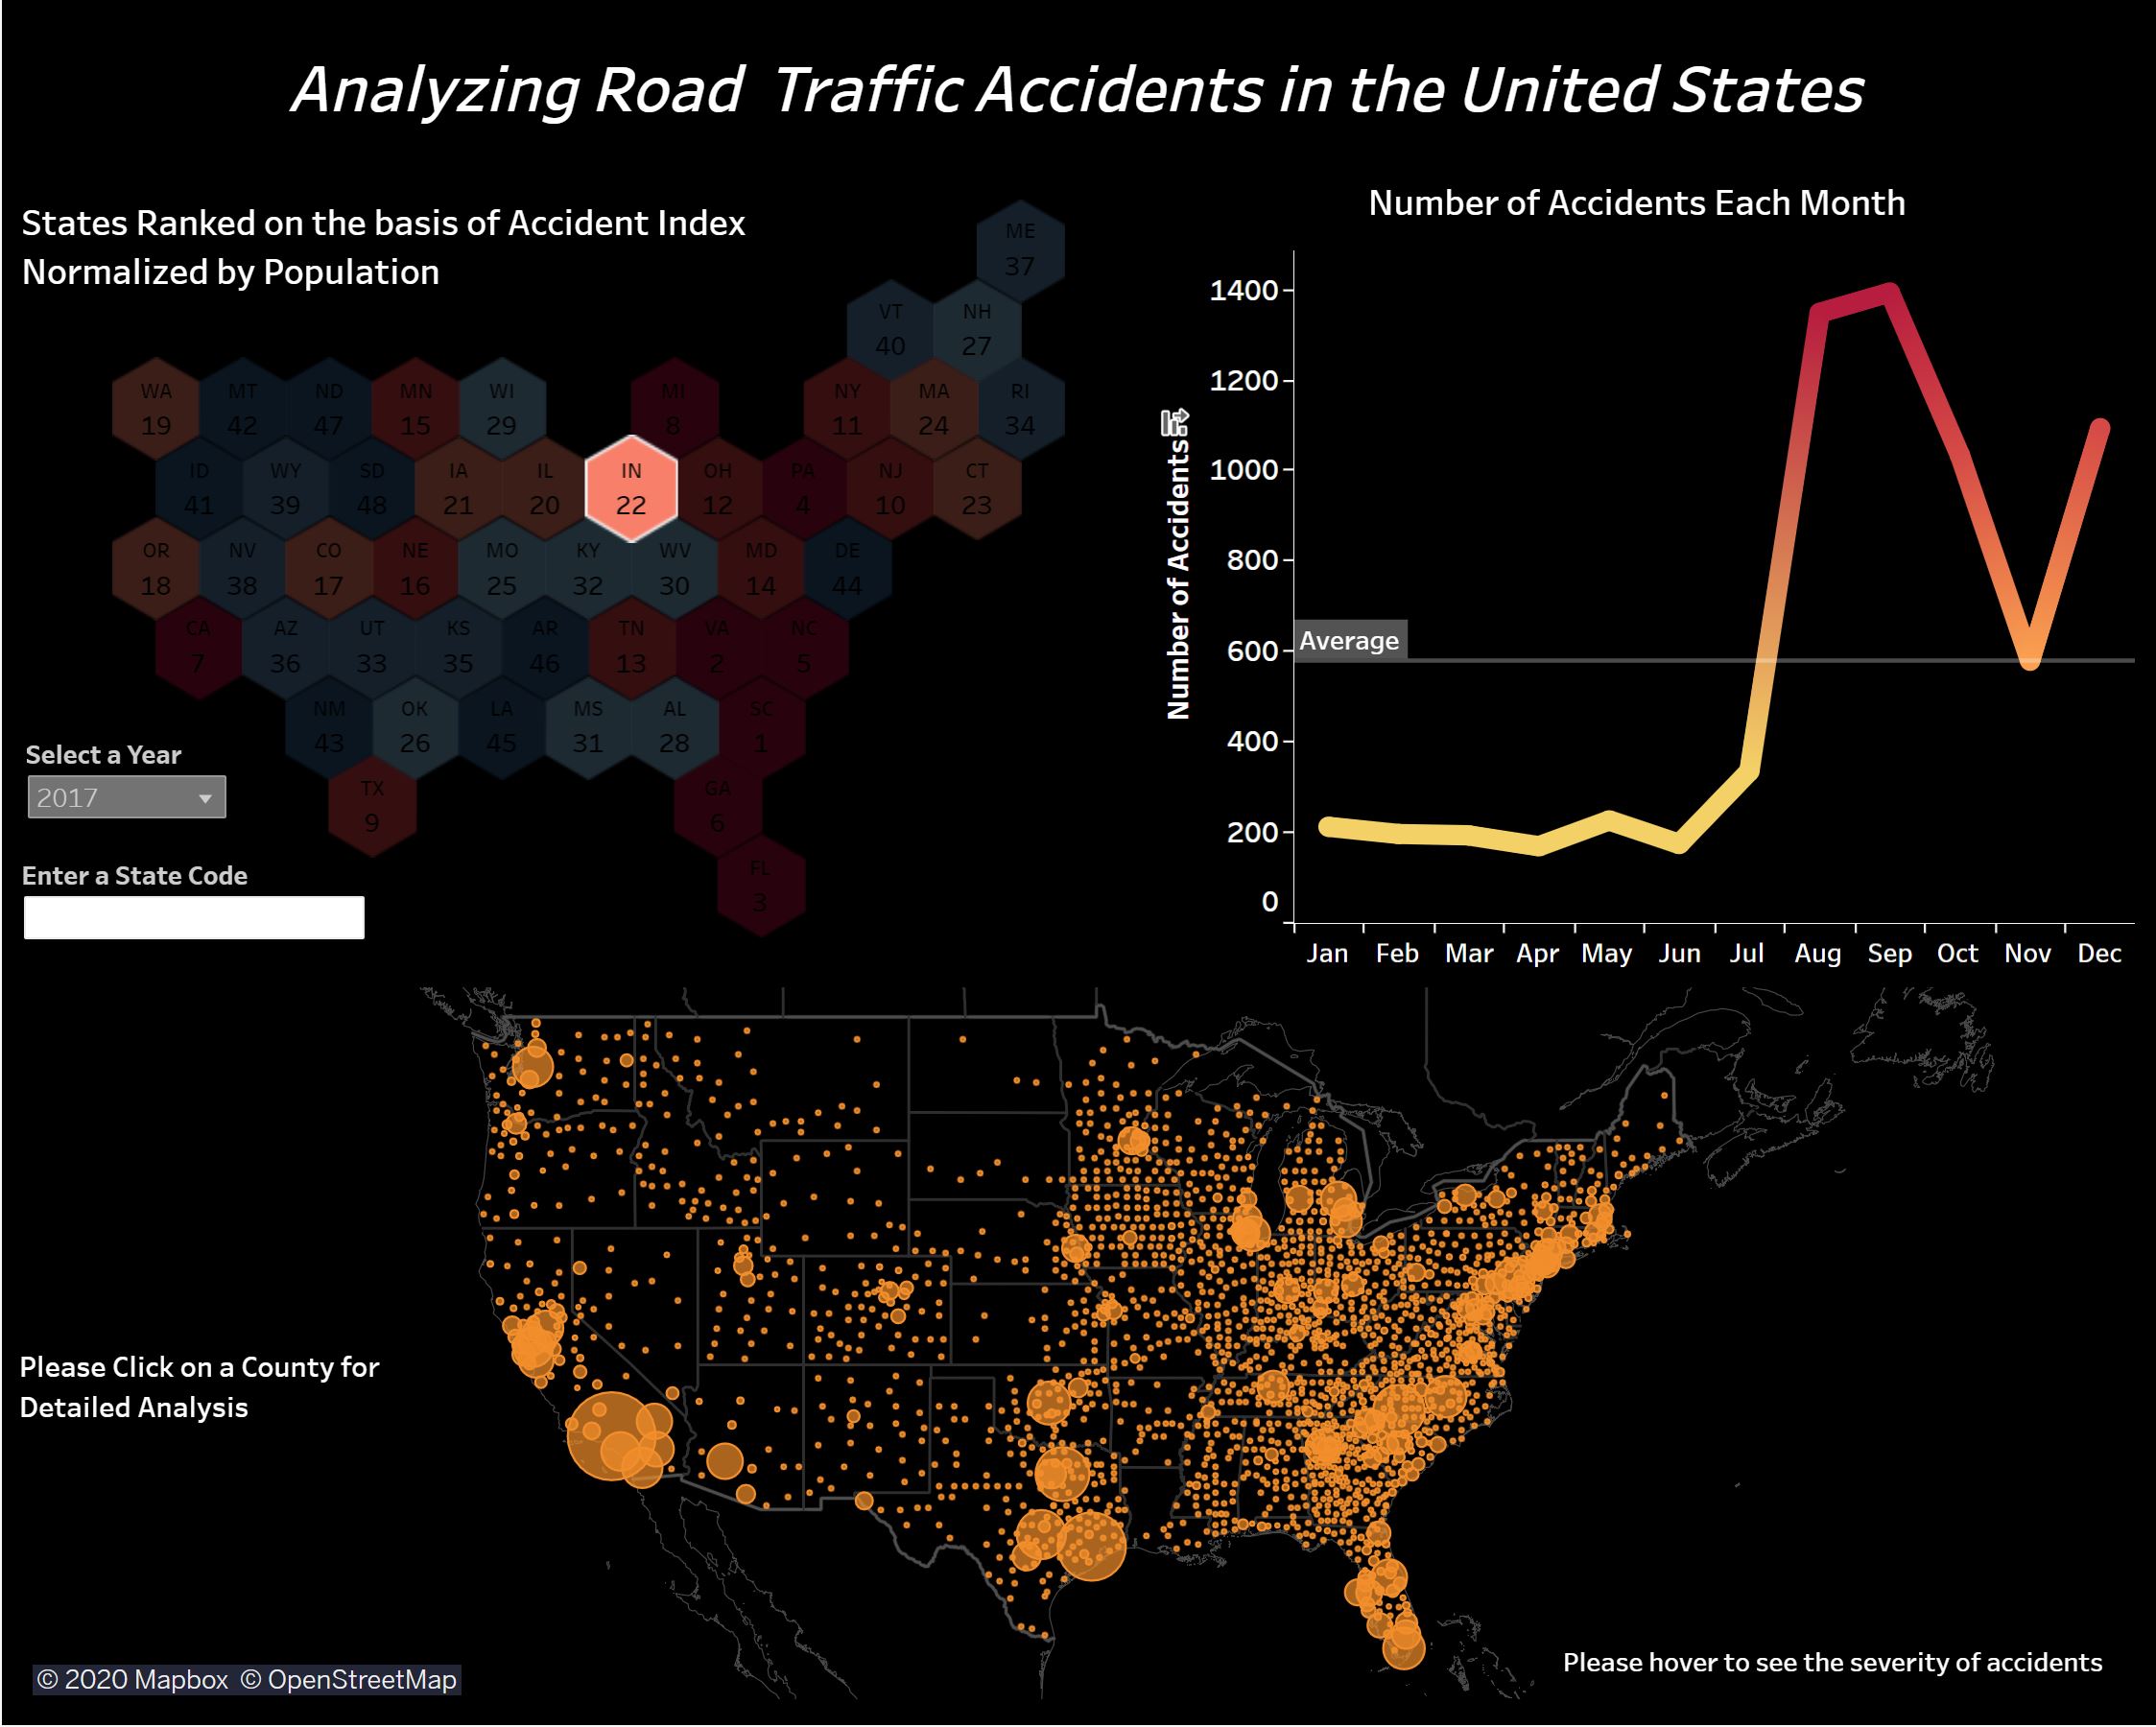 Analyzing Road  Traffic Accidents in the United States
States Ranked on the basis of Accident Index
Normalized by Population
ME
37
VT NH
40 27
WA MT ND MN WI MI NY MA RI
19 42 47 15 29 8 11 24 34
ID WY SD IA IL IN OH PA NJ CT
41 39 48 21 20 22 12 4 10 23
OR NV CO NE MO KY WV MD DE
18 38 17 16 25 32 30 14 44
CA AZ UT KS AR TN VA NC
7 36 33 35 46 13 2 5
NM OK LA MS AL SC
43 26 45 31 28 1
TX GA
9 6
FL
3
Select a Year
2017
Enter a State Code
Number of Accidents Each Month
Number of Accidents
1400
1200
1000
800
600
400
200
0
Average
Jan Feb Mar Apr May Jun Jul Aug Sep Oct Nov Dec
Please Click on a County for
Detailed Analysis
© 2020 Mapbox © OpenStreetMap
Please hover to see the severity of accidents